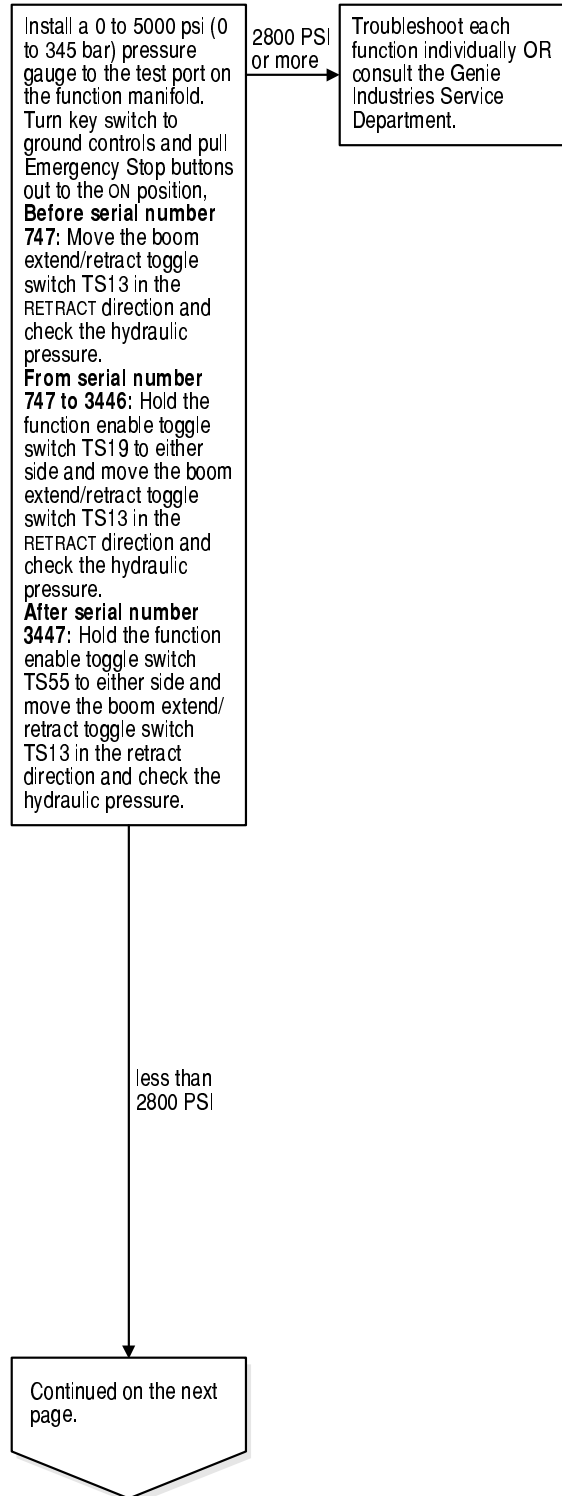 Install a 0 to 5000 psi (0
to 345 bar) pressure
gauge to the test port on
the function manifold.
Turn key switch to
ground controls and pull
Emergency Stop buttons
out to the ON position,
Before serial number
747: Move the boom
extend/retract toggle
switch TS13 in the
RETRACT direction and
check the hydraulic
pressure.
From serial number
747 to 3446: Hold the
function enable toggle
switch TS19 to either
side and move the boom
extend/retract toggle
switch TS13 in the
RETRACT direction and
check the hydraulic
pressure.
After serial number
3447: Hold the function
enable toggle switch
TS55 to either side and
move the boom extend/
retract toggle switch
TS13 in the retract
direction and check the
hydraulic pressure.
2800 PSI
or more
Troubleshoot each
function individually OR
consult the Genie
Industries Service
Department.
less than
2800 PSI
Continued on the next
page.